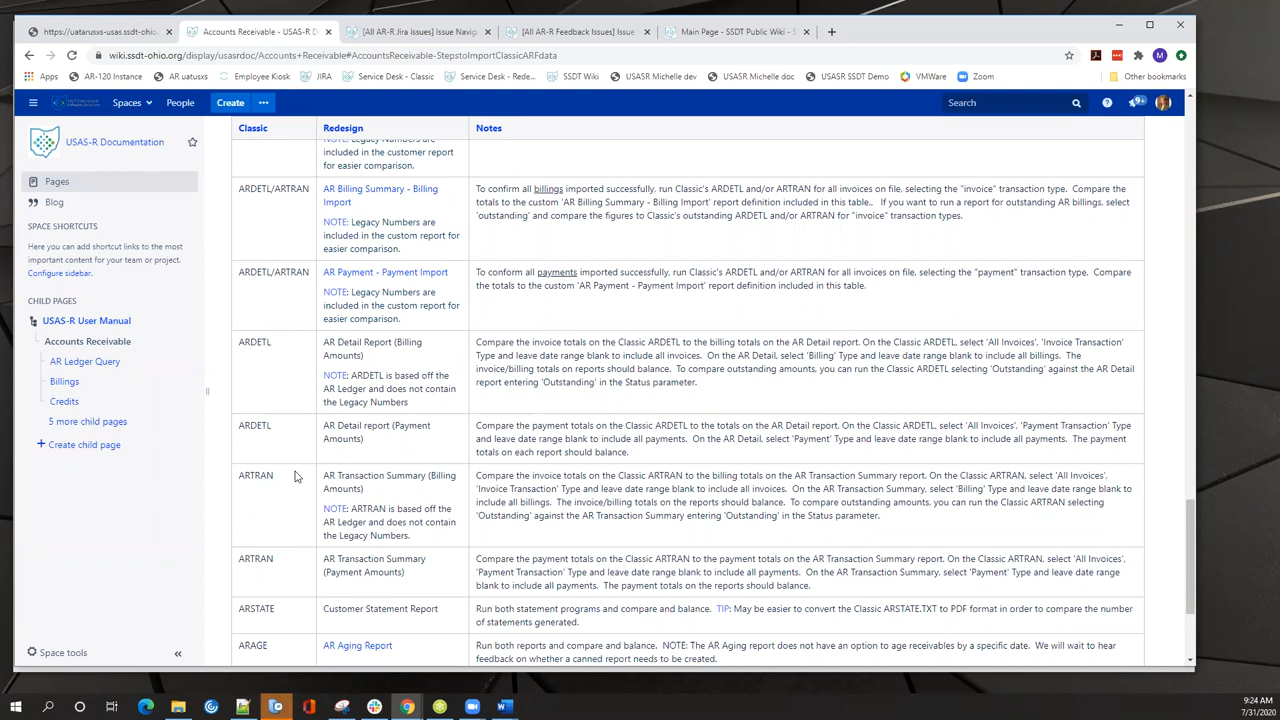 https://uatarusxs-uas.ssdt-ohio.
Accounts Receivable - USAS-R D
[All AR-R Jira issues] Issue Navig
[All AR-R Feedback Issues] Issue
Main Page - SSDT Public Wiki -
wiki.ssdt-ohio.org/display/usasrdoc/Accounts+Receivable#AccountsReceivable-StepstoImportClassicARFdata
Apps
AR-120 Instance
AR uatusxs
Employee Kiosk
JIRA
Service Desk - Classic
Service Desk - Rede...
SSDT Wiki
USASR Michelle dev
USASR Michelle doc
USASR SSDT Demo
VMWare
Zoom
Other bookmarks
Spaces
People
Create
Search
9+
USAS-R Documentation
Pages
Blog
SPACE SHORTCUTS
Here you can add shortcut links to the most
important content for your team or project.
Configure sidebar.
CHILD PAGES
USAS-R User Manual
Accounts Receivable
AR Ledger Query
Billings
Credits
5 more child pages
+ Create child page
Space tools
Classic
Redesign
Notes
NOTE: Legacy Numbers are
included in the customer report
for easier comparison.
ARDETL/ARTRAN
AR Billing Summary - Billing
Import
NOTE: Legacy Numbers are
included in the custom report for
easier comparison.
To confirm all billings imported successfully, run Classic's ARDETL and/or ARTRAN for all invoices on file, selecting the "invoice" transaction type. Compare the
totals to the custom 'AR Billing Summary - Billing Import' report definition included in this table.. If you want to run a report for outstanding AR billings, select
'outstanding' and compare the figures to Classic's outstanding ARDETL and/or ARTRAN for "invoice" transaction types.
ARDETL/ARTRAN
AR Payment - Payment Import
NOTE: Legacy Numbers are
included in the custom report for
easier comparison.
To conform all payments imported successfully, run Classic's ARDETL and/or ARTRAN for all invoices on file, selecting the "payment" transaction type. Compare
the totals to the custom 'AR Payment - Payment Import' report definition included in this table.
ARDETL
AR Detail Report (Billing
Amounts)
NOTE: ARDETL is based off the
AR Ledger and does not contain
the Legacy Numbers
Compare the invoice totals on the Classic ARDETL to the billing totals on the AR Detail report. On the Classic ARDETL, select 'All Invoices', 'Invoice Transaction'
Type and leave date range blank to include all invoices. On the AR Detail, select 'Billing' Type and leave date range blank to include all billings. The
invoice/billing totals on reports should balance. To compare outstanding amounts, you can run the Classic ARDETL selecting 'Outstanding' against the AR Detail
report entering 'Outstanding' in the Status parameter.
ARDETL
AR Detail report (Payment
Amounts)
Compare the payment totals on the Classic ARDETL to the totals on the AR Detail report. On the Classic ARDETL, select 'All Invoices', 'Payment Transaction' Type
and leave date range blank to include all payments. On the AR Detail, select 'Payment' Type and leave date range blank to include all payments. The payment
totals on each report should balance.
ARTRAN
AR Transaction Summary (Billing
Amounts)
NOTE: ARTRAN is based off the
AR Ledger and does not contain
the Legacy Numbers.
Compare the invoice totals on the Classic ARTRAN to the billing totals on AR Transaction Summary report. On the Classic ARTRAN, select 'All Invoices',
'Invoice Transaction' Type and leave date range blank to include all invoices. On the AR Transaction Summary, select 'Billing' Type and leave date range blank to
include all billings. The invoice/billing totals on the reports should balance. To compare outstanding amounts, you can run the Classic ARTRAN selecting
'Outstanding' against the AR Transaction Summary entering 'Outstanding' in the Status parameter.
ARTRAN
AR Transaction Summary
(Payment Amounts)
Compare the payment totals on the Classic ARTRAN to the payment totals on the AR Transaction Summary report. On the Classic ARTRAN, select 'All Invoices',
'Payment Transaction' Type and leave date range blank to include all payments. On the AR Transaction Summary, select 'Payment' Type and leave date range
blank to include all payments. The payment totals on the reports should balance.
ARSTATE
Customer Statement Report
Run both statement programs and compare and balance. TIP: May be easier to convert the Classic ARSTATE.TXT to PDF format in order to compare the number
of statements generated.
ARAGE
AR Aging Report
Run both reports and compare and balance. NOTE: The AR Aging report does not have an option to age receivables by a specific date. We will wait to hear
feedback on whether a canned report needs to be created.
9:24 AM
7/31/2020